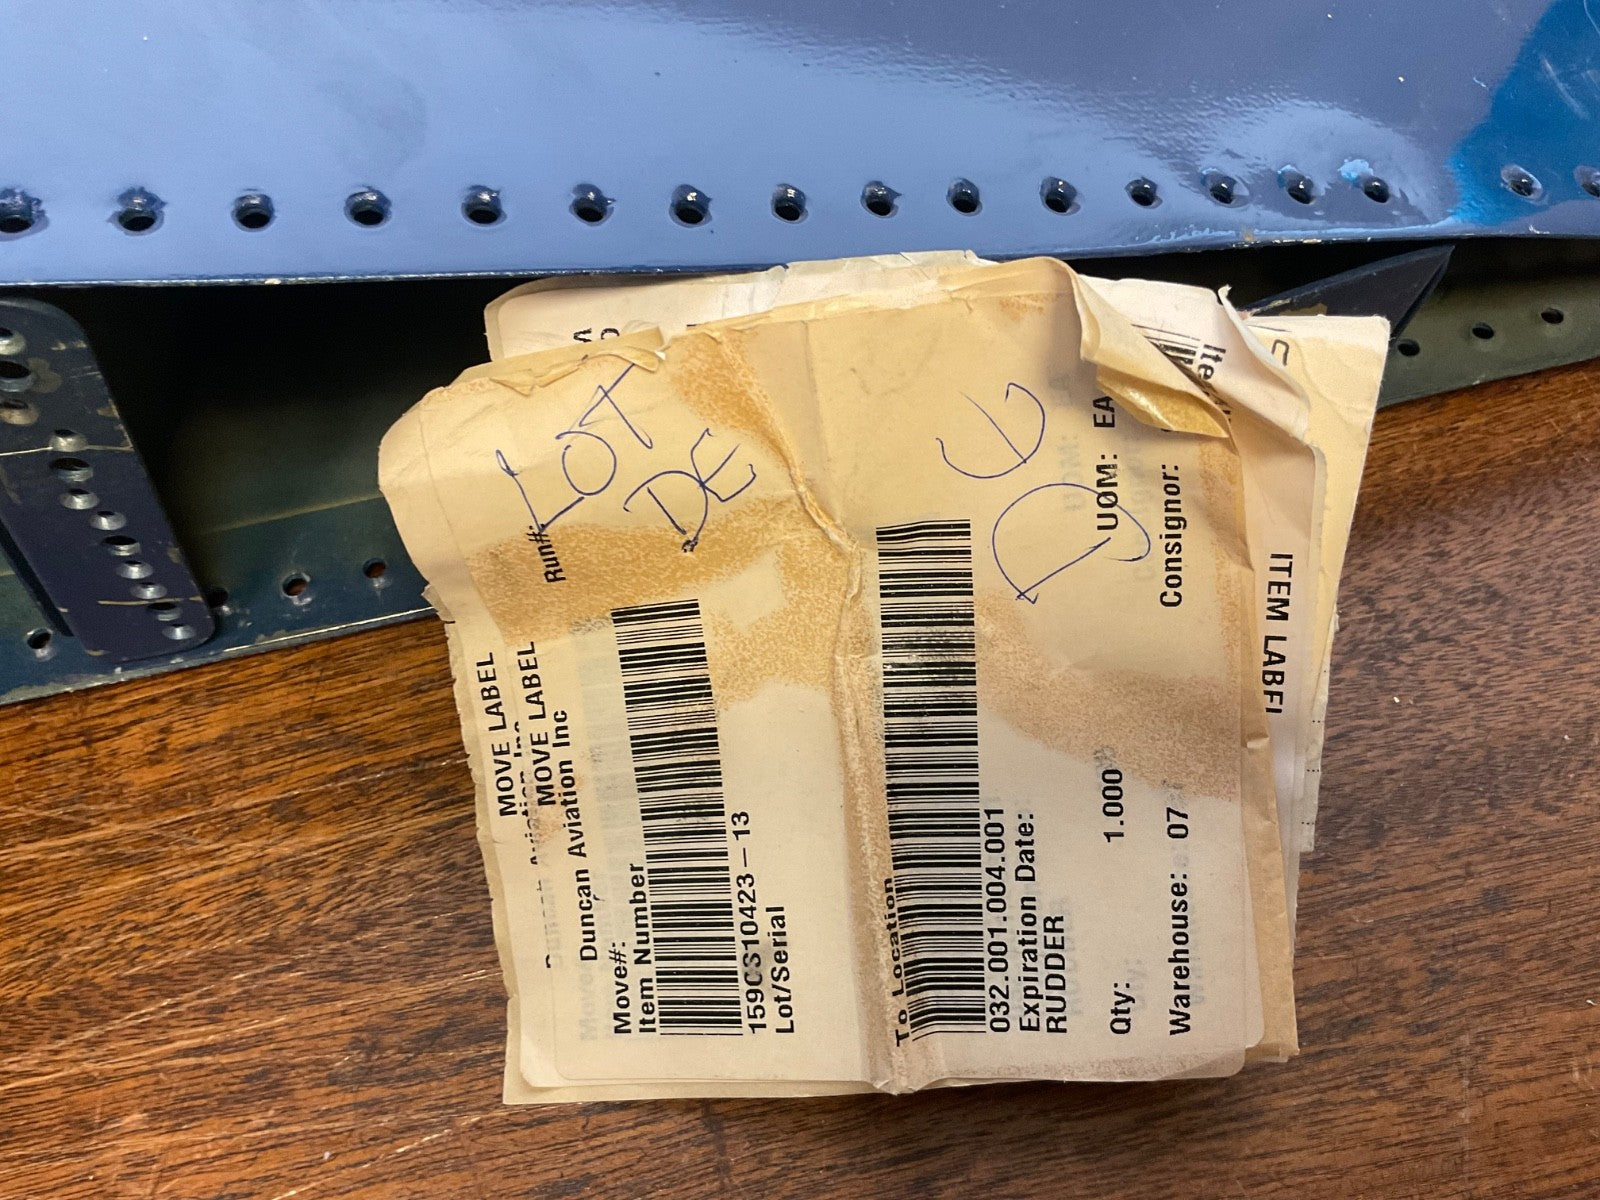 MOVE LABEL
MOVE LABEL
Duncan Aviation Inc
Run#:
LOT
DE
Move#:
Item Number
159C310423-13
Lot/Serial
To Location
032.001.004.001
Expiration Date:
RUDDER
D E
Qty: 1.000 UOM: EA
Warehouse: 07 Consignor:
ITEM LABEL